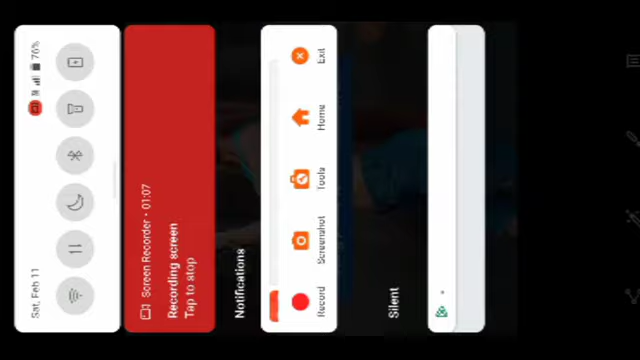 Sat, Feb 11
76%
Screen Recorder • 01:07
Recording screen
Tap to stop
Notifications
Record
Screenshot
Tools
Home
Exit
Silent